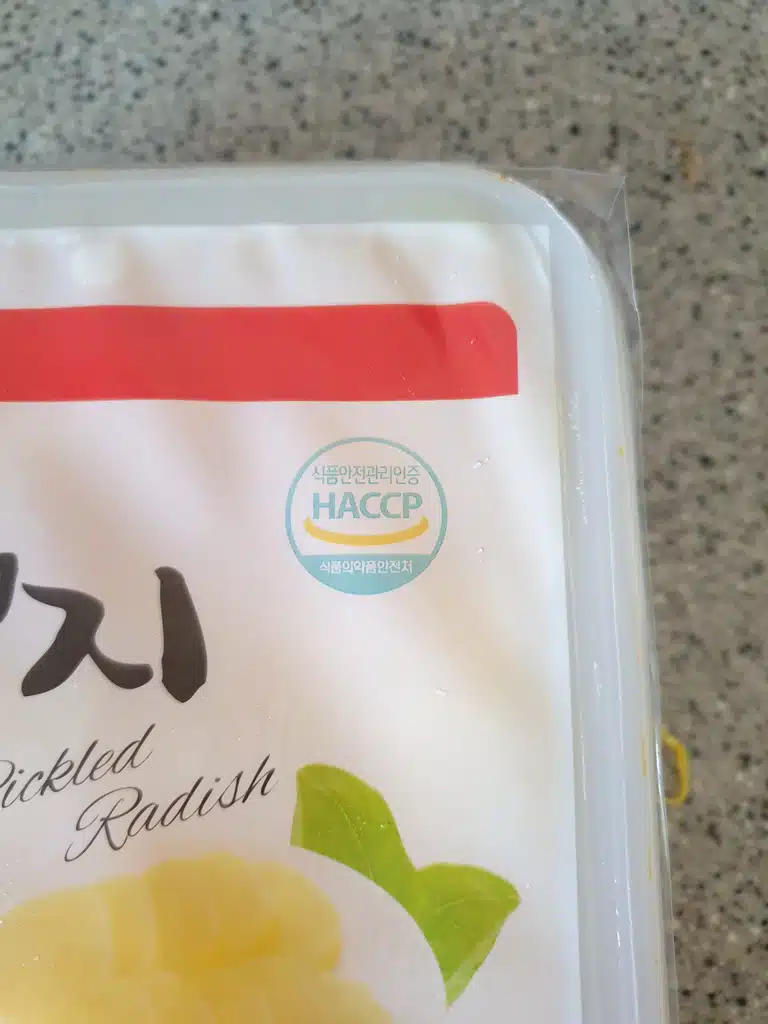 식품안전관리인증
HACCP
식품의약품안전처
지
Pickled
Radish